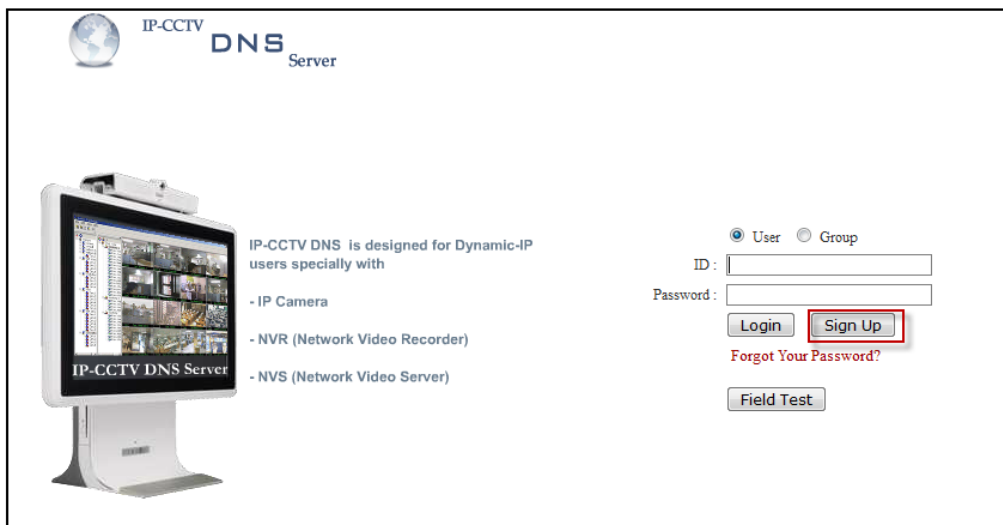 IP-CCTV
DNS
Server
IP-CCTV DNS is designed for Dynamic-IP
users specially with
- IP Camera
- NVR (Network Video Recorder)
- NVS (Network Video Server)
IP-CCTV DNS Server
User Group
ID :
Password :
Login Sign Up
Forgot Your Password?
Field Test